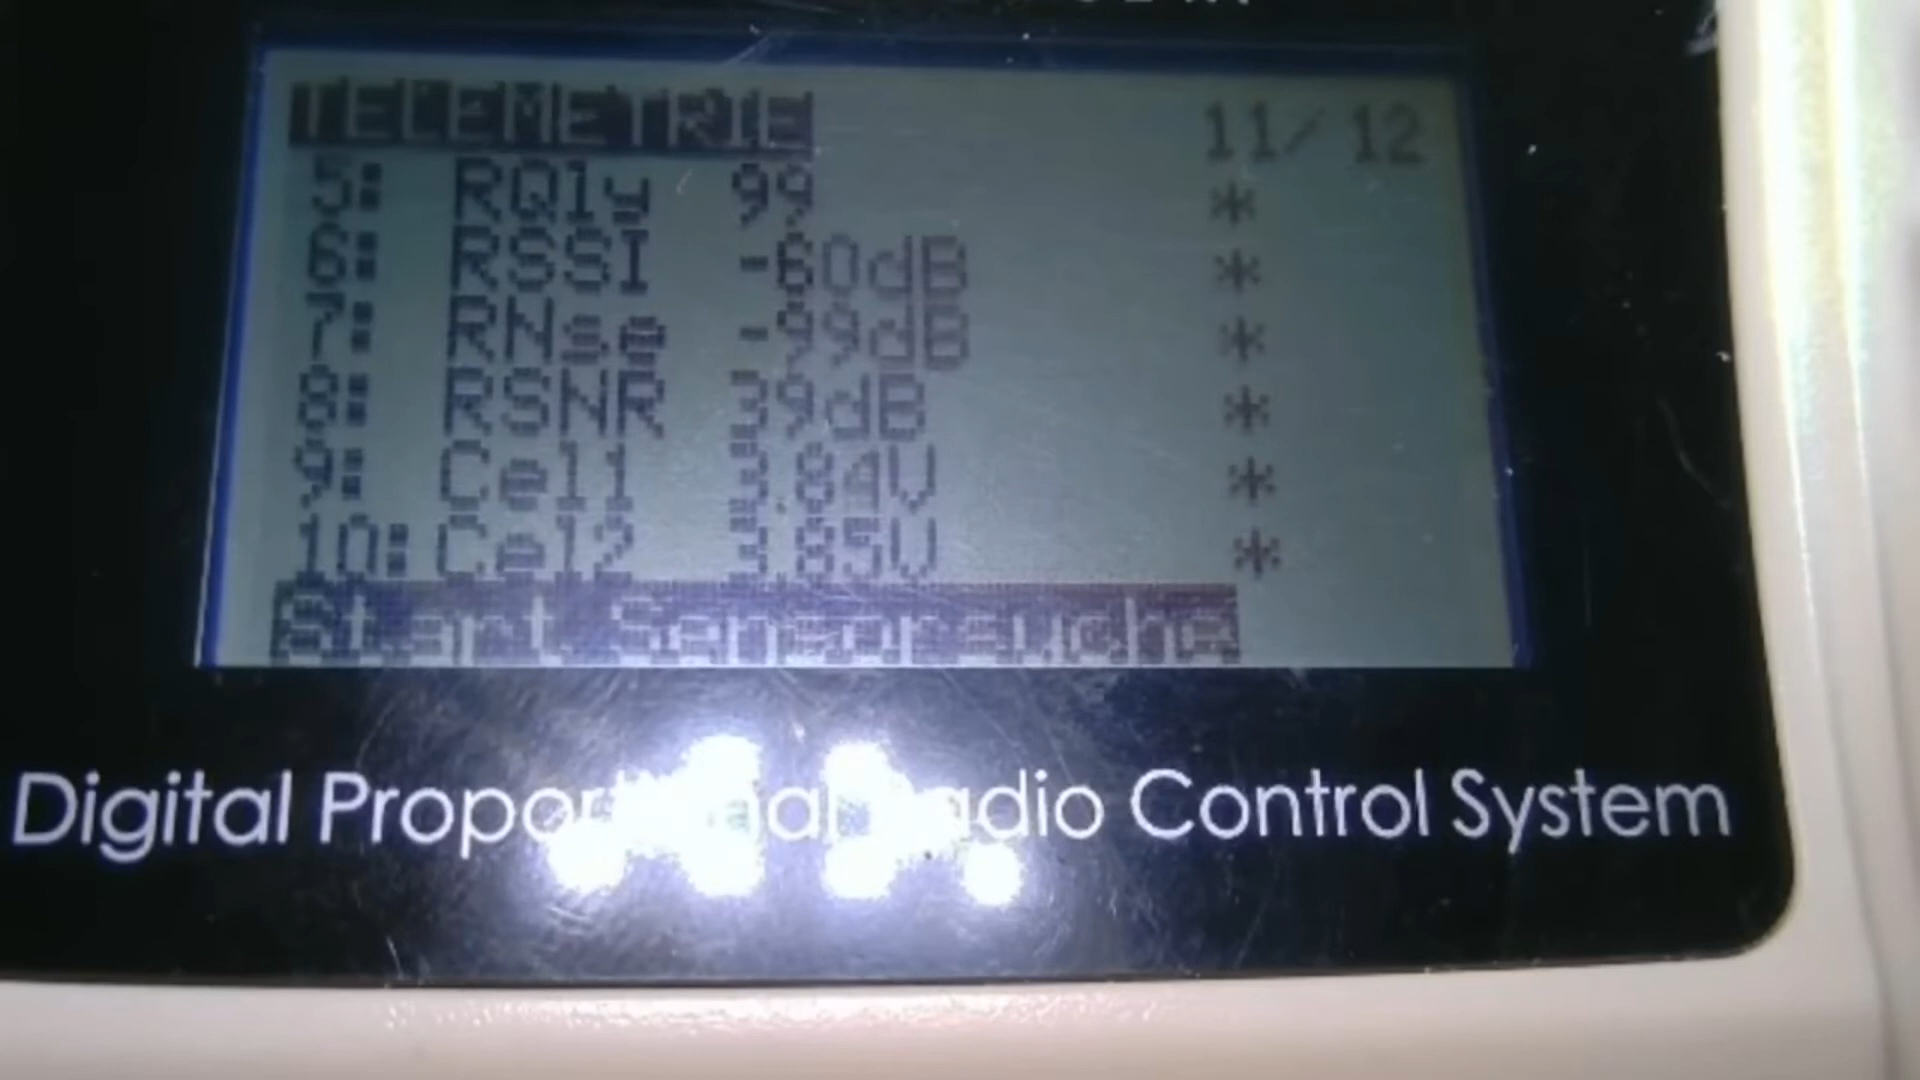 TELEMETRIE 11/12
5: RQly 99 *
6: RSSI -60dB *
7: RNse -99dB *
8: RSNR 39dB *
9: Cel1 3.84V *
10: Cel2 3.85V *
Start Sensorsuche
Digital Proportional Radio Control System